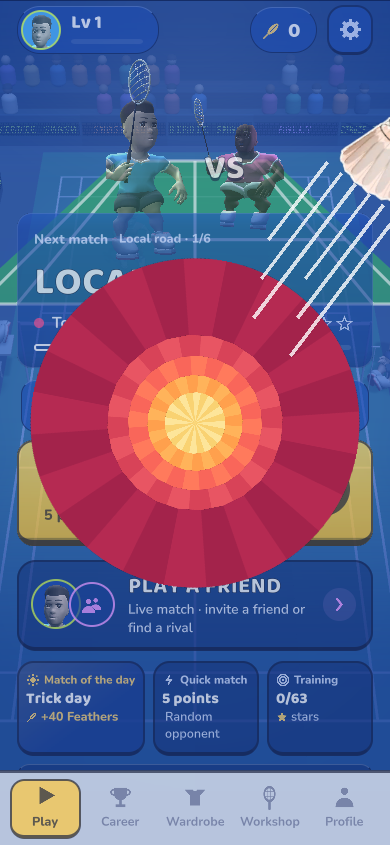 Lv 1
0
VS
Next match Local road · 1/6
5
PLAY A FRIEND
Live match · invite a friend or
find a rival
Match of the day
Trick day
+40 Feathers
Quick match
5 points
Random
opponent
Training
0/63
stars
Play
Career
Wardrobe
Workshop
Profile